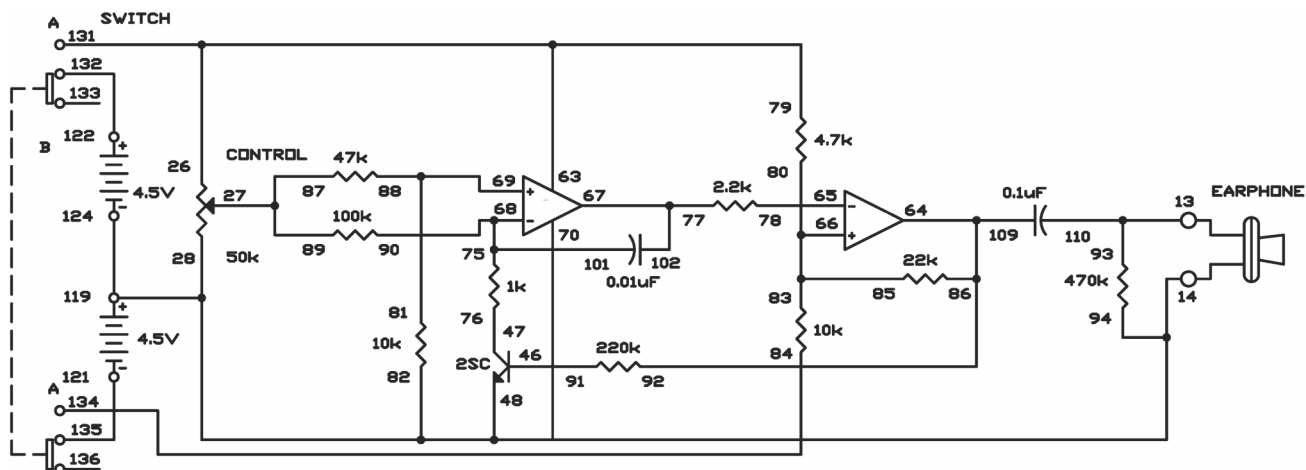 A SWITCH
131
132
133
B
122
+
4.5V
-
124
119
+
4.5V
-
121
A
134
135
136
26
CONTROL
27
28
50k
47k
87 88
100k
89 90
69
+
68
-
63
67
70
75
101 102
0.01uF
1k
76
81
10k
82
47
2SC
46
48
220k
91 92
2.2k
77 78
79
4.7k
80
65
-
66
+
64
22k
85 86
83
10k
84
0.1uF
109 110
93
470k
94
13
EARPHONE
14